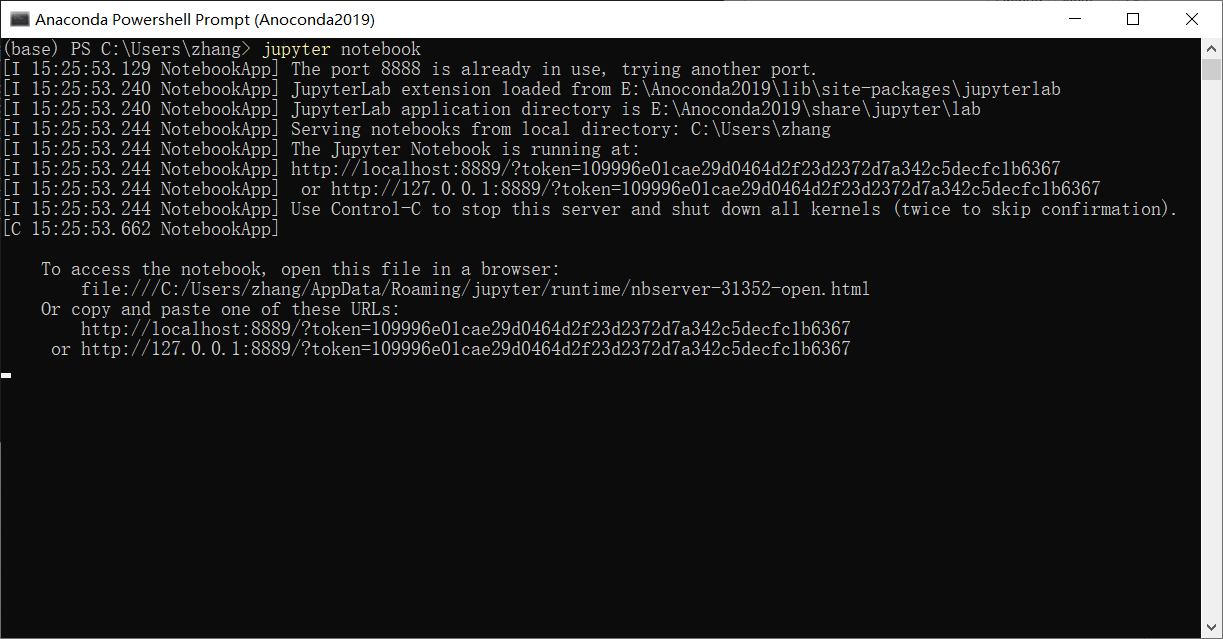 Anaconda Powershell Prompt (Anoconda2019)
(base) PS C:\Users\zhang> jupyter notebook
[I 15:25:53.129 NotebookApp] The port 8888 is already in use, trying another port.
[I 15:25:53.240 NotebookApp] JupyterLab extension loaded from E:\Anoconda2019\lib\site-packages\jupyterlab
[I 15:25:53.240 NotebookApp] JupyterLab application directory is E:\Anoconda2019\share\jupyter\lab
[I 15:25:53.244 NotebookApp] Serving notebooks from local directory: C:\Users\zhang
[I 15:25:53.244 NotebookApp] The Jupyter Notebook is running at:
[I 15:25:53.244 NotebookApp] http://localhost:8889/?token=109996e01cae29d0464d2f23d2372d7a342c5decfc1b6367
[I 15:25:53.244 NotebookApp]  or http://127.0.0.1:8889/?token=109996e01cae29d0464d2f23d2372d7a342c5decfc1b6367
[I 15:25:53.244 NotebookApp] Use Control-C to stop this server and shut down all kernels (twice to skip confirmation).
[C 15:25:53.662 NotebookApp]
To access the notebook, open this file in a browser:
file:///C:/Users/zhang/AppData/Roaming/jupyter/runtime/nbserver-31352-open.html
Or copy and paste one of these URLs:
http://localhost:8889/?token=109996e01cae29d0464d2f23d2372d7a342c5decfc1b6367
or http://127.0.0.1:8889/?token=109996e01cae29d0464d2f23d2372d7a342c5decfc1b6367